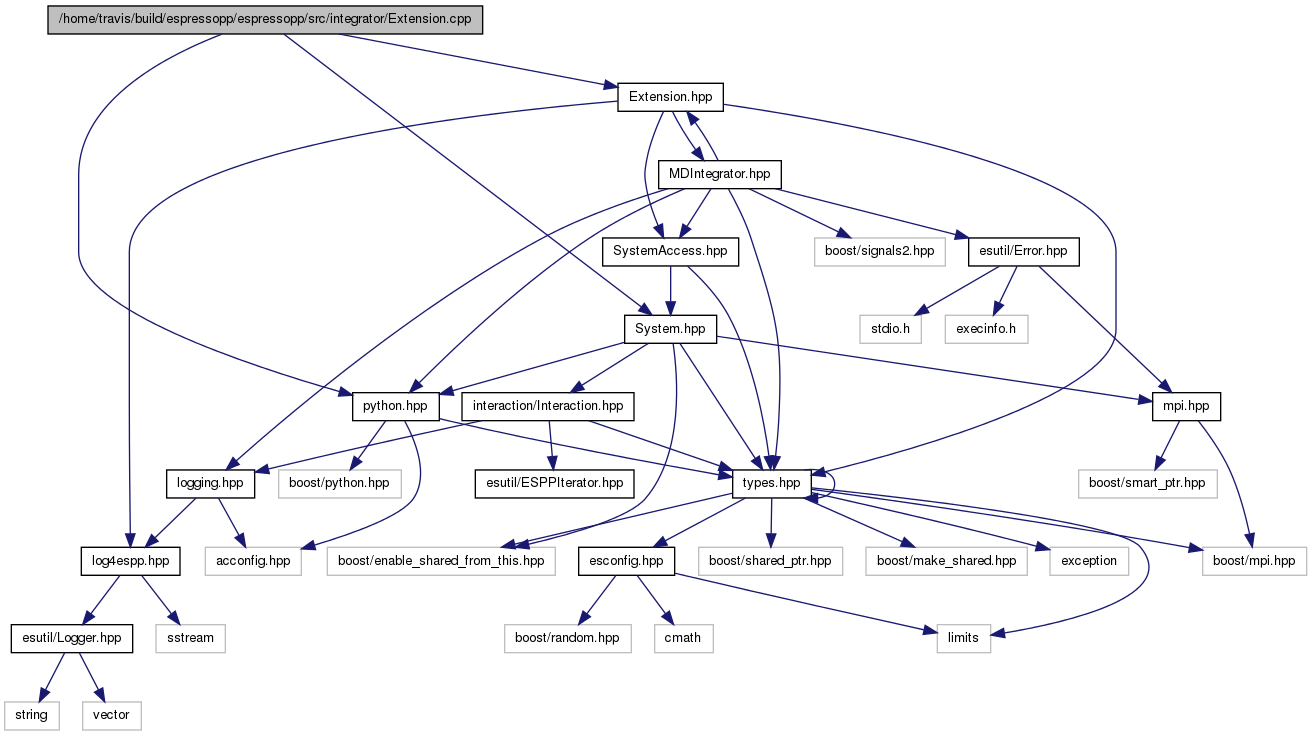 /home/travis/build/espressopp/espressopp/src/integrator/Extension.cpp
Extension.hpp
MDIntegrator.hpp
SystemAccess.hpp
boost/signals2.hpp
esutil/Error.hpp
System.hpp
stdio.h
execinfo.h
python.hpp
interaction/Interaction.hpp
mpi.hpp
logging.hpp
boost/python.hpp
esutil/ESPPIterator.hpp
types.hpp
boost/smart_ptr.hpp
log4espp.hpp
acconfig.hpp
boost/enable_shared_from_this.hpp
esconfig.hpp
boost/shared_ptr.hpp
boost/make_shared.hpp
exception
boost/mpi.hpp
esutil/Logger.hpp
sstream
boost/random.hpp
cmath
limits
string
vector